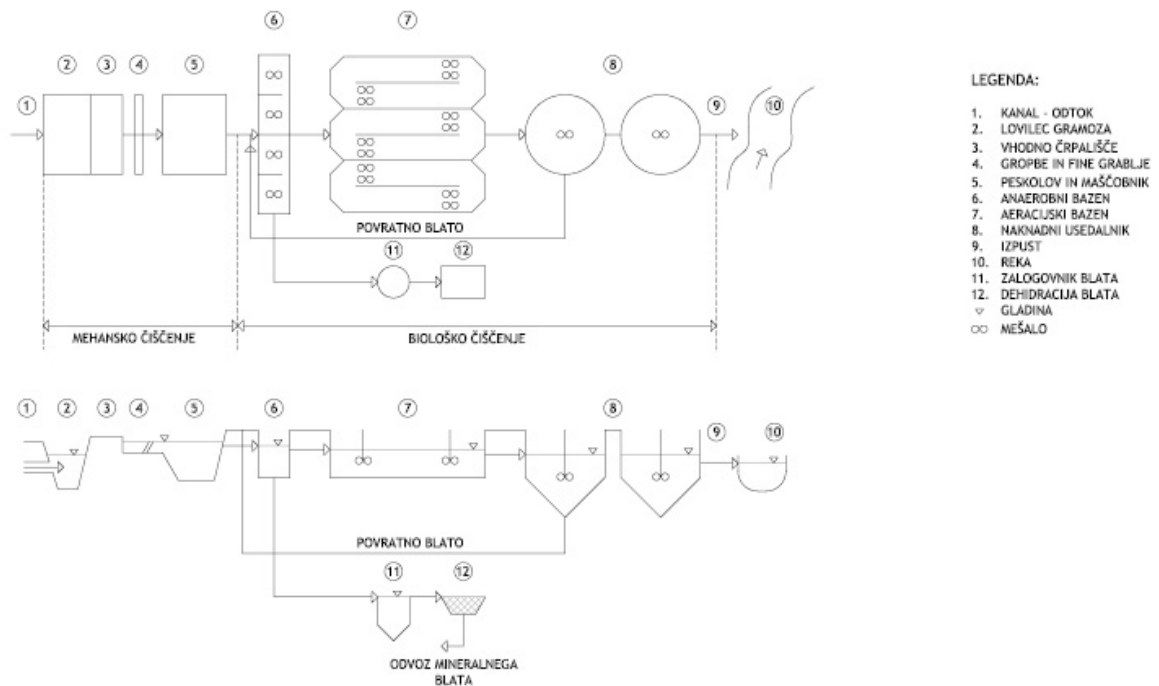 6 7
2 3 4 5 8
1 9 10
POVRATNO BLATO
11 12
MEHANSKO ČIŠČENJE BIOLOŠKO ČIŠČENJE
LEGENDA:
1. KANAL - ODTOK
2. LOVILEC GRAMOZA
3. VHODNO ČRPALIŠČE
4. GROPBE IN FINE GRABLJE
5. PESKOLOV IN MAŠČOBNIK
6. ANAEROBNI BAZEN
7. AERACIJSKI BAZEN
8. NAKNADNI USEDALNIK
9. IZPUST
10. REKA
11. ZALOGOVNIK BLATA
12. DEHIDRACIJA BLATA
GLADINA
MEŠALO
1 2 3 4 5 6 7 8 9 10
POVRATNO BLATO
11 12
ODVOZ MINERALNEGA
BLATA